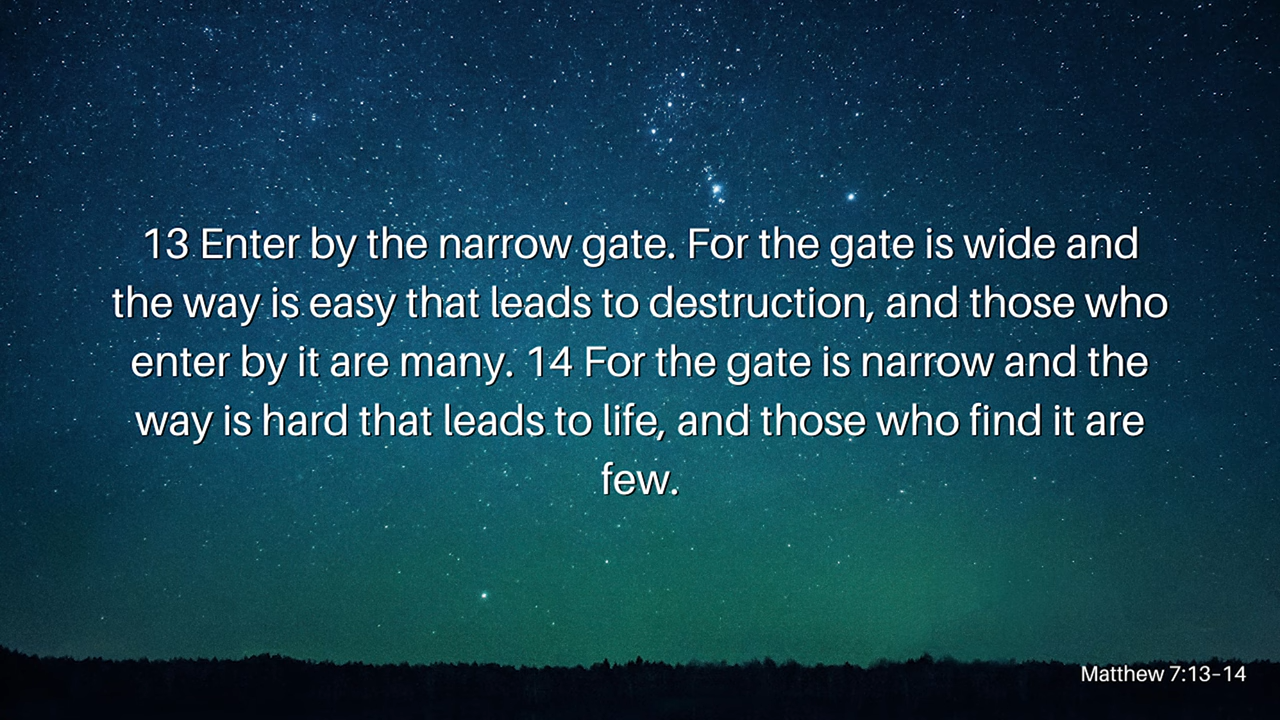 13 Enter by the narrow gate. For the gate is wide and
the way is easy that leads to destruction, and those who
enter by it are many. 14 For the gate is narrow and the
way is hard that leads to life, and those who find it are
few.
Matthew 7:13–14